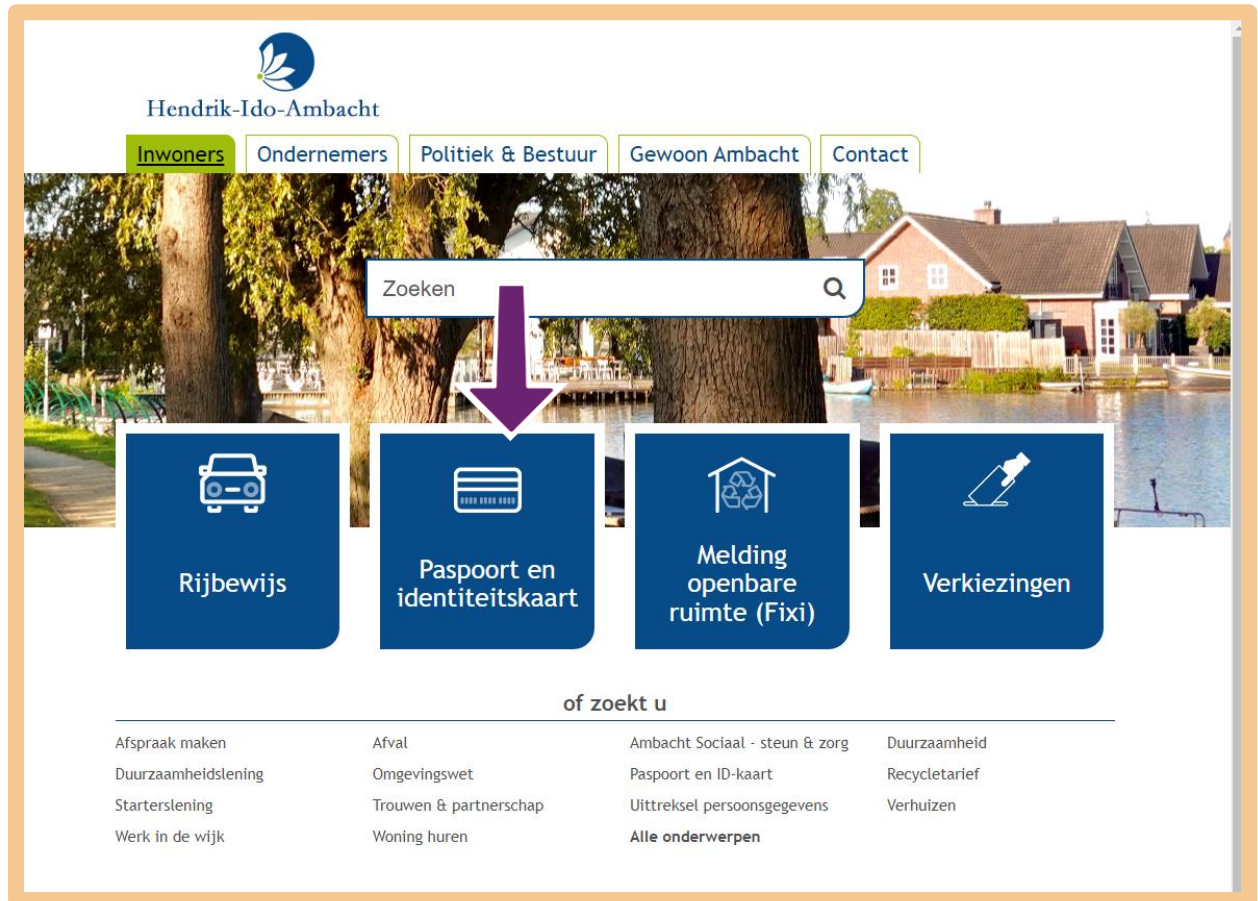 Hendrik-Ido-Ambacht
Inwoners Ondernemers Politiek & Bestuur Gewoon Ambacht Contact
Zoeken
Rijbewijs
Paspoort en
identiteitskaart
Melding
openbare
ruimte (Fixi)
Verkiezingen
of zoekt u
Afspraak maken Afval Ambacht Sociaal - steun & zorg Duurzaamheid
Duurzaamheidslening Omgevingswet Paspoort en ID-kaart Recycletarief
Starterslening Trouwen & partnerschap Uittreksel persoonsgegevens Verhuizen
Werk in de wijk Woning huren Alle onderwerpen